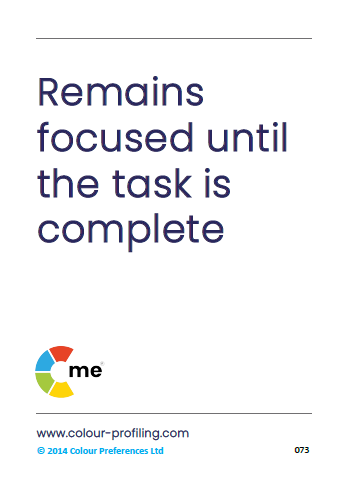 Remains
focused until
the task is
complete
me
www.colour-profiling.com
© 2014 Colour Preferences Ltd
073